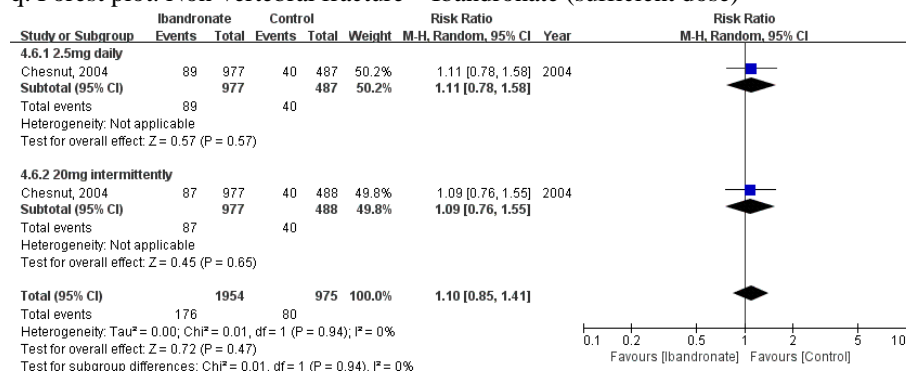 q. Forest plot: Non-vertebral fracture – Ibandronate (sufficient dose)
Ibandronate Control Risk Ratio Risk Ratio
Study or Subgroup Events Total Events Total Weight M-H, Random, 95% CI Year M-H, Random, 95% CI
4.6.1 2.5mg daily
Chesnut, 2004 89 977 40 487 50.2% 1.11 [0.78, 1.58] 2004
Subtotal (95% CI) 977 487 50.2% 1.11 [0.78, 1.58]
Total events 89 40
Heterogeneity: Not applicable
Test for overall effect: Z = 0.57 (P = 0.57)
4.6.2 20mg intermittently
Chesnut, 2004 87 977 40 488 49.8% 1.09 [0.76, 1.55] 2004
Subtotal (95% CI) 977 488 49.8% 1.09 [0.76, 1.55]
Total events 87 40
Heterogeneity: Not applicable
Test for overall effect: Z = 0.45 (P = 0.65)
Total (95% CI) 1954 975 100.0% 1.10 [0.85, 1.41]
Total events 176 80
Heterogeneity: Tau² = 0.00; Chi² = 0.01, df = 1 (P = 0.94); I² = 0%
Test for overall effect: Z = 0.72 (P = 0.47)
Test for subgroup differences: Chi² = 0.01, df = 1 (P = 0.94), I² = 0%
0.1 0.2 0.5 1 2 5 10
Favours [Ibandronate] Favours [Control]